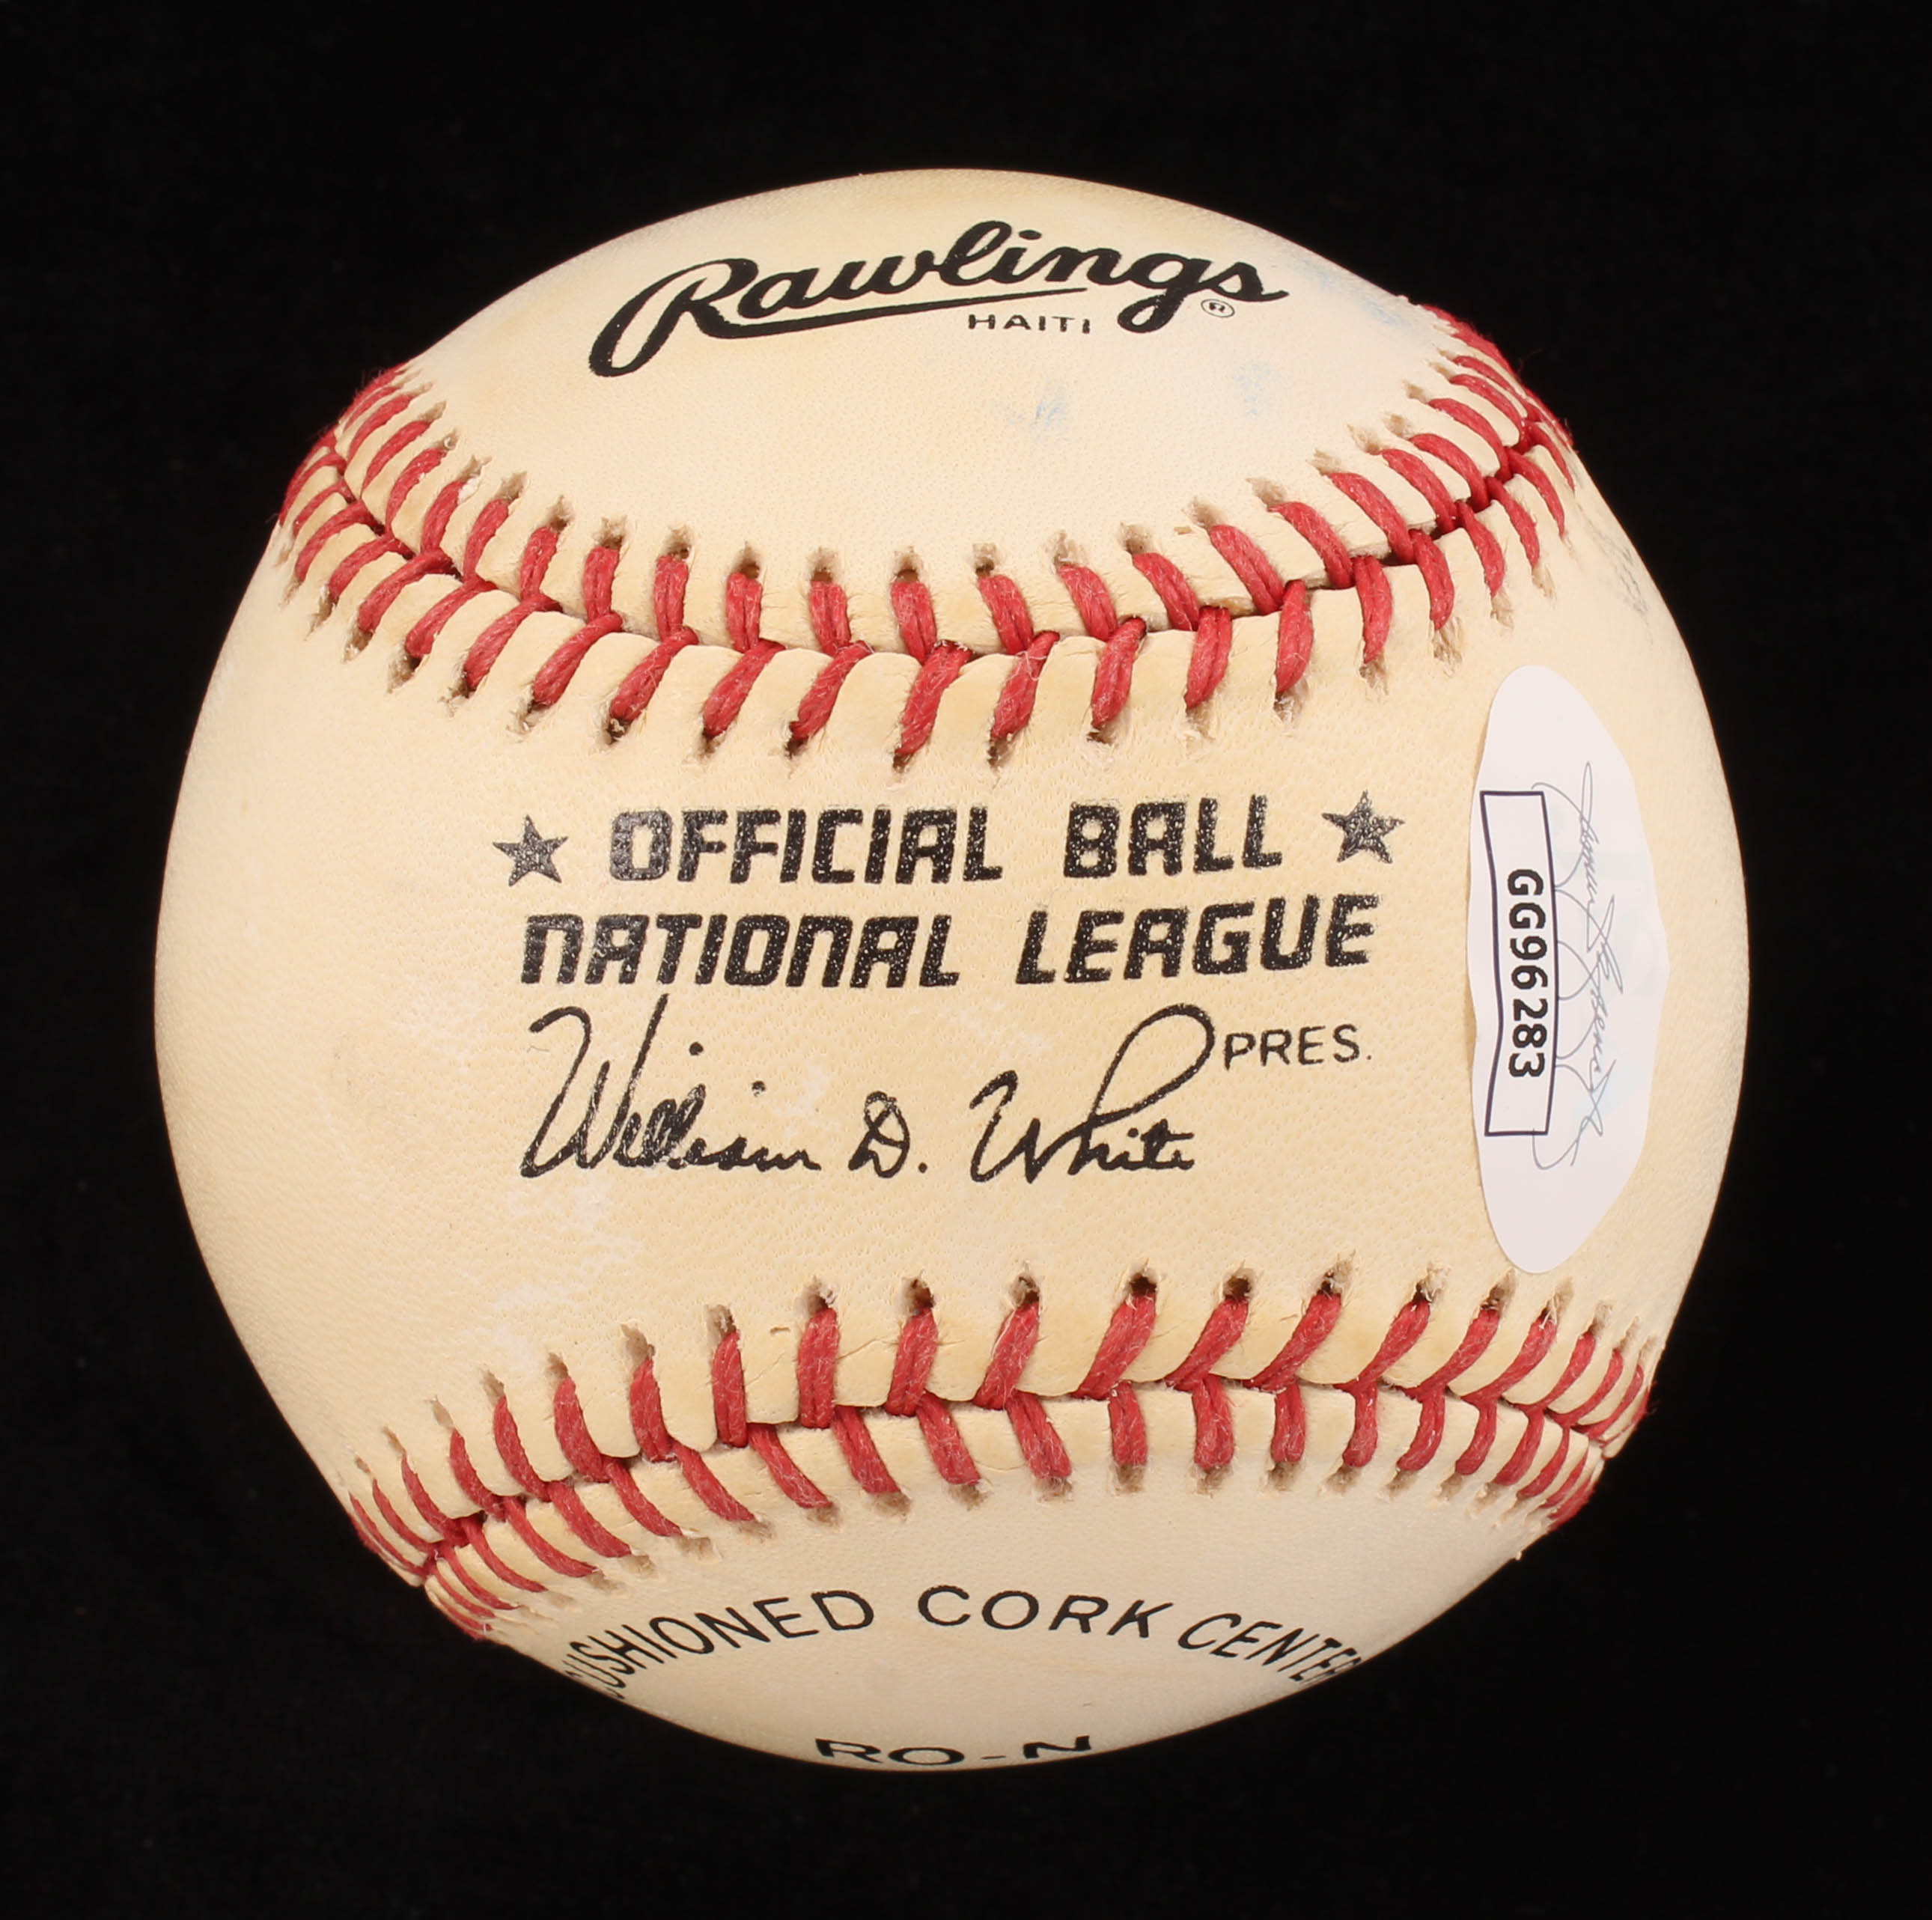 Rawlings
HAITI ®
★ OFFICIAL BALL ★
NATIONAL LEAGUE
William D. White PRES.
GG96283
CUSHIONED CORK CENTER
RO-N